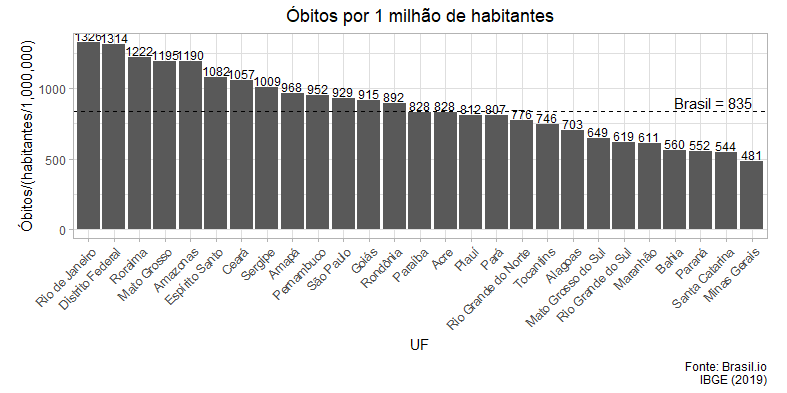 Óbitos por 1 milhão de habitantes
Óbitos/(habitantes/1,000,000)
1000
500
0
1326 1314 1222 1195 1190 1082 1057 1009 968 952 929 915 892 828 828 812 807 776 746 703 649 619 611 560 552 544 481
Brasil = 835
Rio de Janeiro
Distrito Federal
Roraima
Mato Grosso
Amazonas
Espírito Santo
Ceará
Sergipe
Amapá
Pernambuco
São Paulo
Goiás
Rondônia
Paraíba
Acre
Piauí
Pará
Rio Grande do Norte
Tocantins
Alagoas
Mato Grosso do Sul
Rio Grande do Sul
Maranhão
Bahia
Paraná
Santa Catarina
Minas Gerais
UF
Fonte: Brasil.io
IBGE (2019)